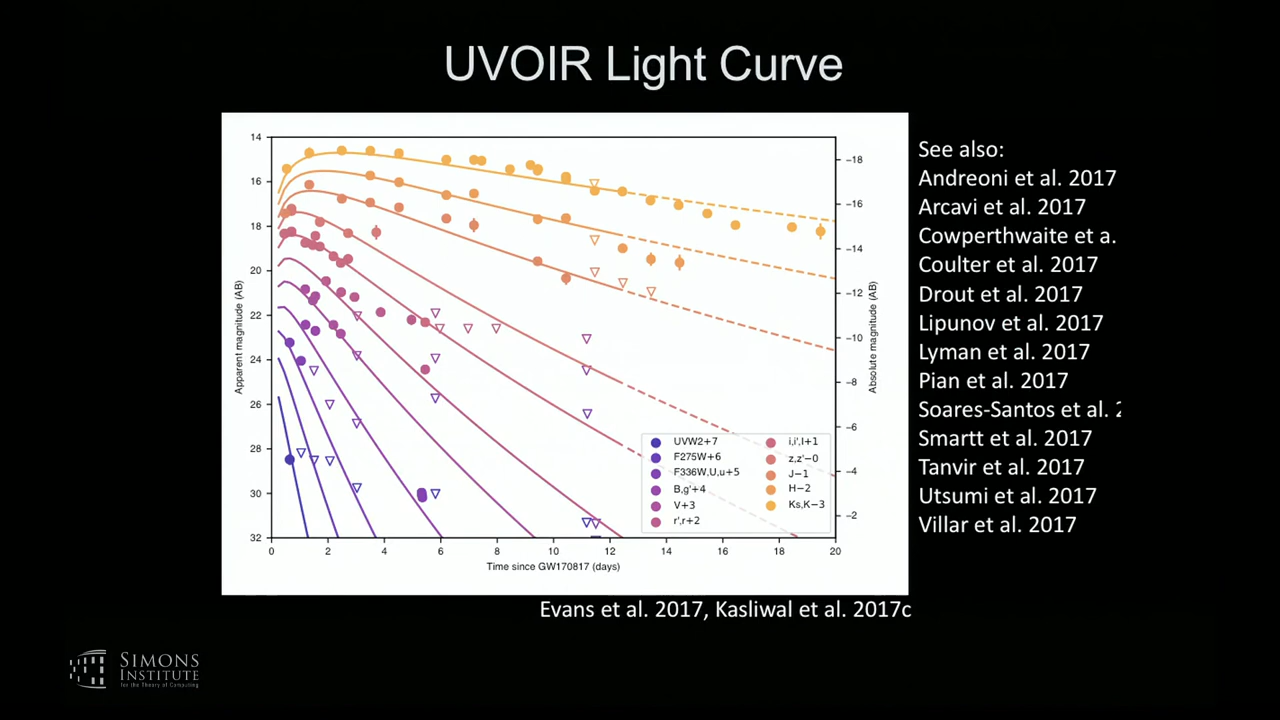 UVOIR Light Curve
14
16
18
20
22
24
26
28
30
32
Apparent magnitude (AB)
0
2
4
6
8
10
12
14
16
18
20
Time since GW170817 (days)
−18
−16
−14
−12
−10
−8
−6
−4
−2
Absolute magnitude (AB)
UVW2+7
F275W+6
F336W,U,u+5
B,g'+4
V+3
r',r+2
i,i',I+1
z,z'−0
J−1
H−2
Ks,K−3
See also:
Andreoni et al. 2017
Arcavi et al. 2017
Cowperthwaite et a.
Coulter et al. 2017
Drout et al. 2017
Lipunov et al. 2017
Lyman et al. 2017
Pian et al. 2017
Soares-Santos et al. 2
Smartt et al. 2017
Tanvir et al. 2017
Utsumi et al. 2017
Villar et al. 2017
Evans et al. 2017, Kasliwal et al. 2017c
SIMONS
INSTITUTE
for the Theory of Computing